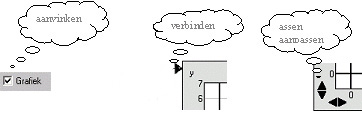 aanvinken
Grafiek
verbinden
y
7
6
assen
aanpassen
0
0